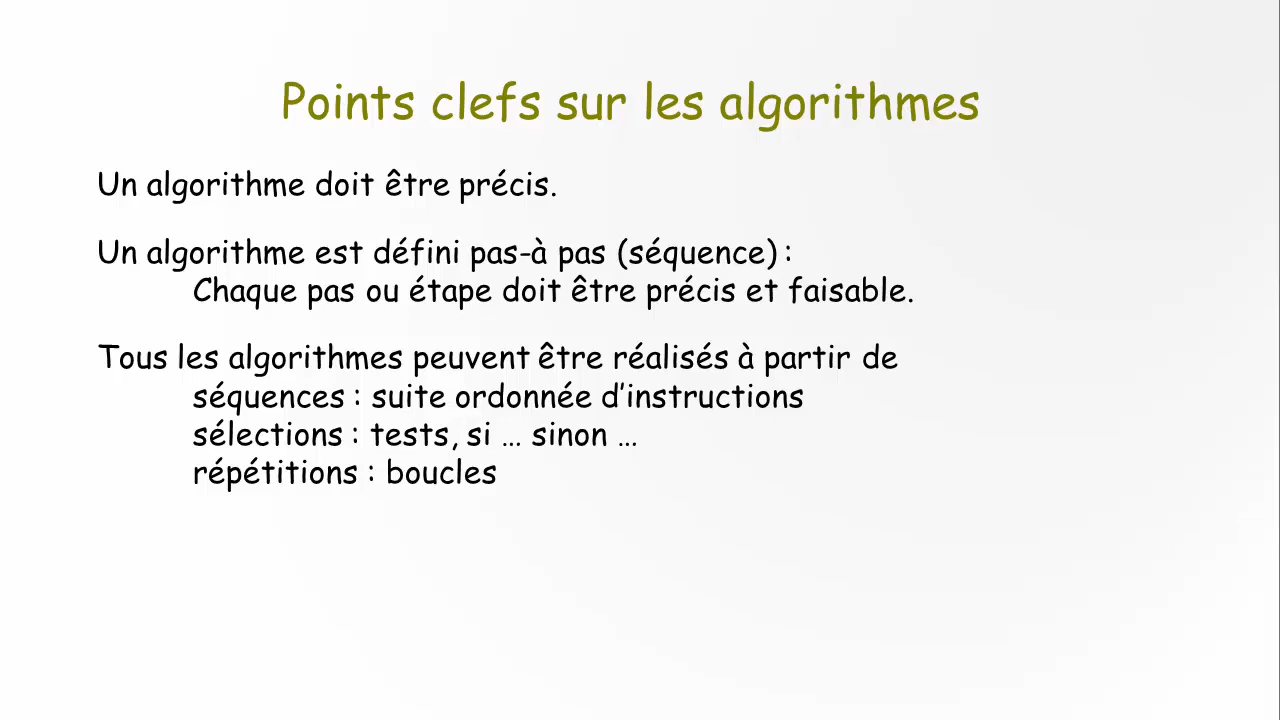 Points clefs sur les algorithmes
Un algorithme doit être précis.
Un algorithme est défini pas-à pas (séquence) :
Chaque pas ou étape doit être précis et faisable.
Tous les algorithmes peuvent être réalisés à partir de
séquences : suite ordonnée d’instructions
sélections : tests, si … sinon …
répétitions : boucles